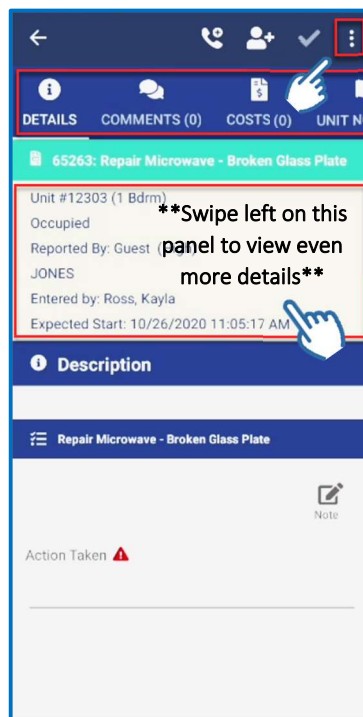 DETAILS COMMENTS (0) COSTS (0) UNIT N
65263: Repair Microwave - Broken Glass Plate
Unit #12303 (1 Bdrm)
Occupied
Reported By: Guest
JONES
Entered by: Ross, Kayla
Expected Start: 10/26/2020 11:05:17 AM
**Swipe left on this
panel to view even
more details**
Description
Repair Microwave - Broken Glass Plate
Note
Action Taken